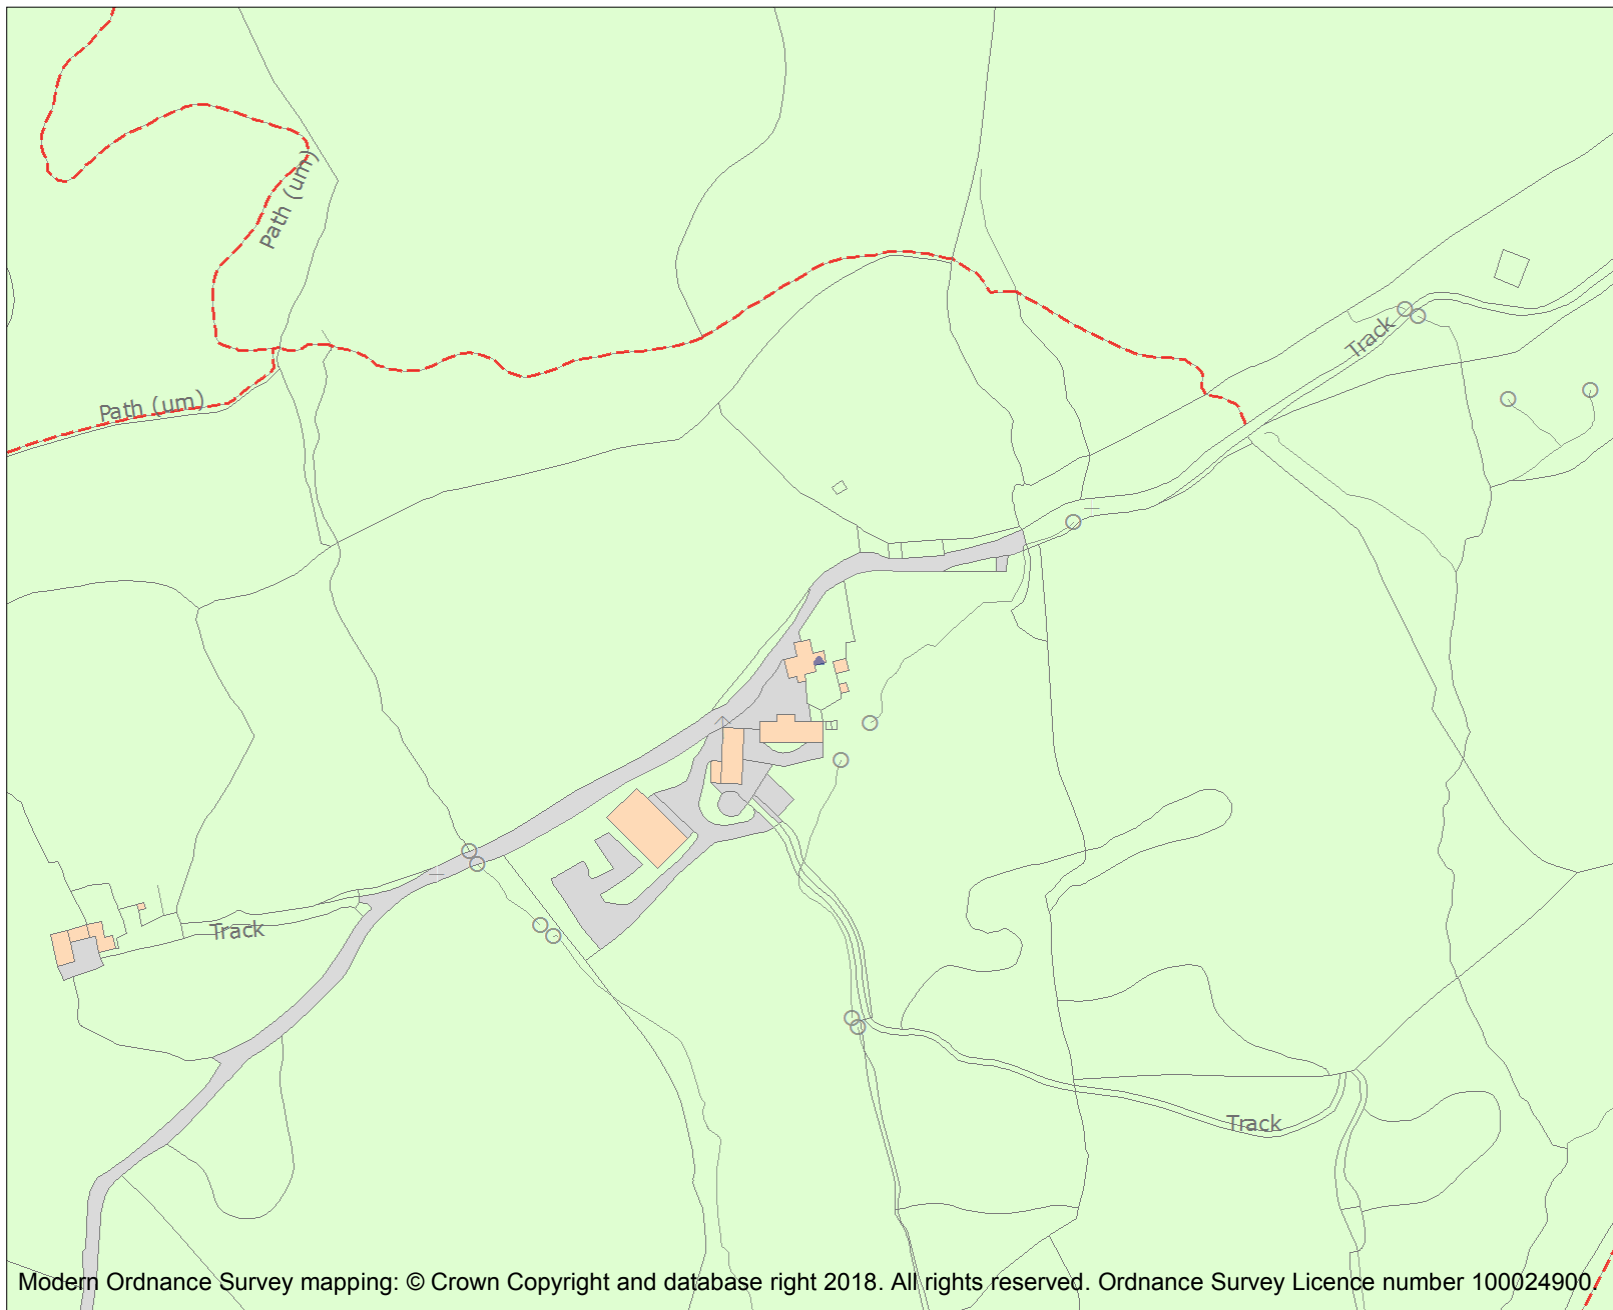 Path (um)
Track
Path (um)
Track
Track
Modern Ordnance Survey mapping: © Crown Copyright and database right 2018. All rights reserved. Ordnance Survey Licence number 100024900.